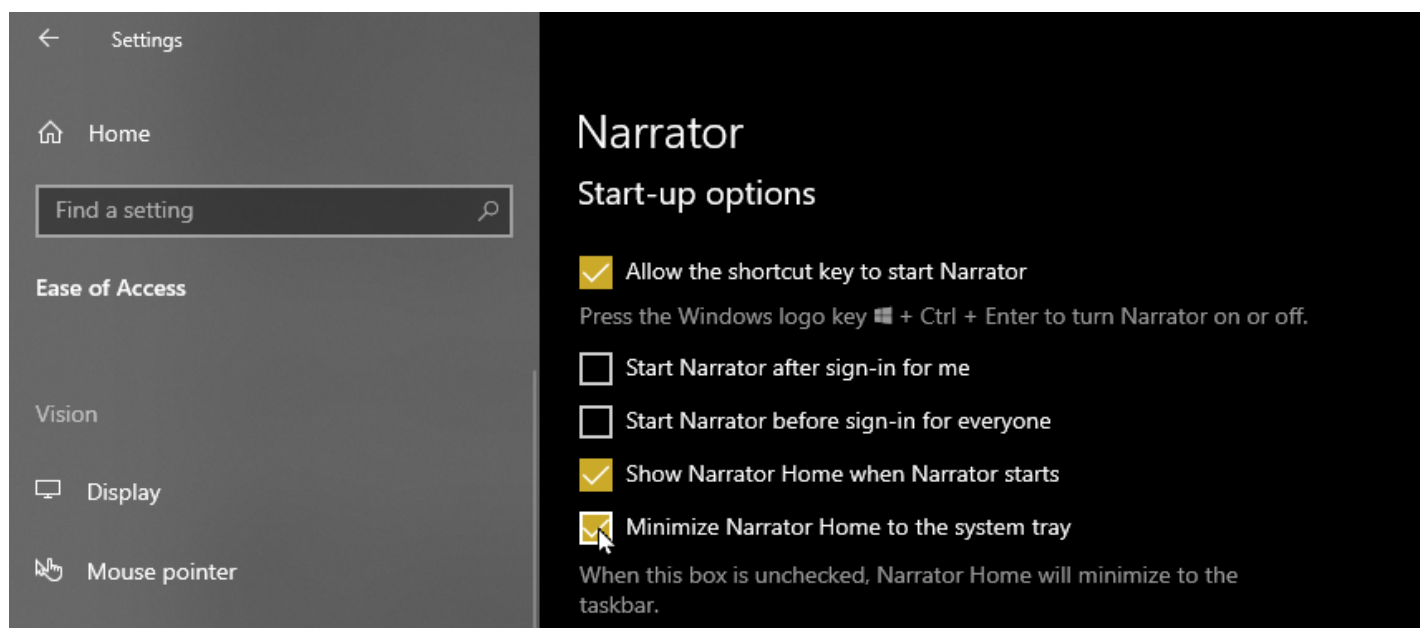 Settings
Home
Find a setting
Ease of Access
Vision
Display
Mouse pointer
Narrator
Start-up options
Allow the shortcut key to start Narrator
Press the Windows logo key + Ctrl + Enter to turn Narrator on or off.
Start Narrator after sign-in for me
Start Narrator before sign-in for everyone
Show Narrator Home when Narrator starts
Minimize Narrator Home to the system tray
When this box is unchecked, Narrator Home will minimize to the
taskbar.